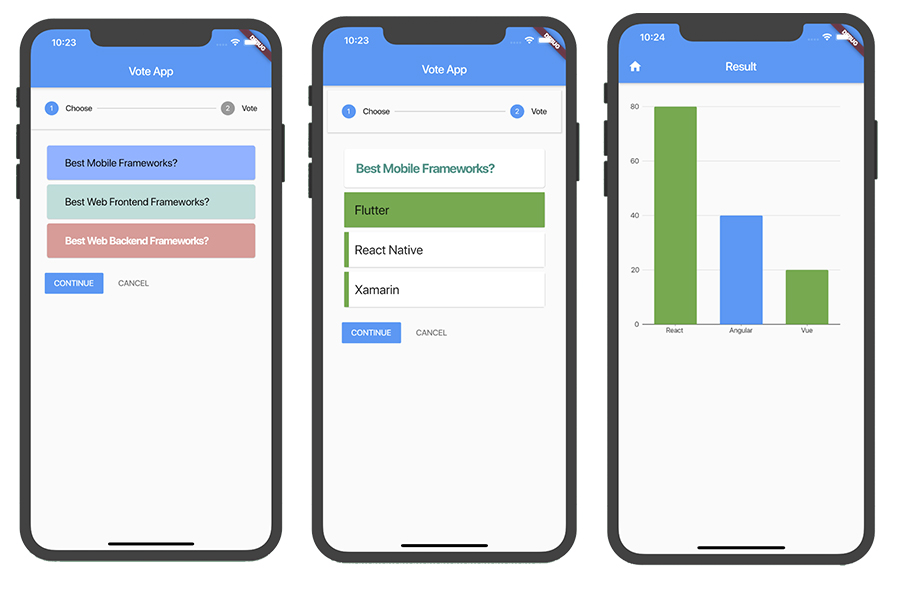 10:23
DEBUG
Vote App
1 Choose 2 Vote
Best Mobile Frameworks?
Best Web Frontend Frameworks?
Best Web Backend Frameworks?
CONTINUE CANCEL
10:23
DEBUG
Vote App
1 Choose 2 Vote
Best Mobile Frameworks?
Flutter
React Native
Xamarin
CONTINUE CANCEL
10:24
DEBUG
Result
80
60
40
20
0
React Angular Vue